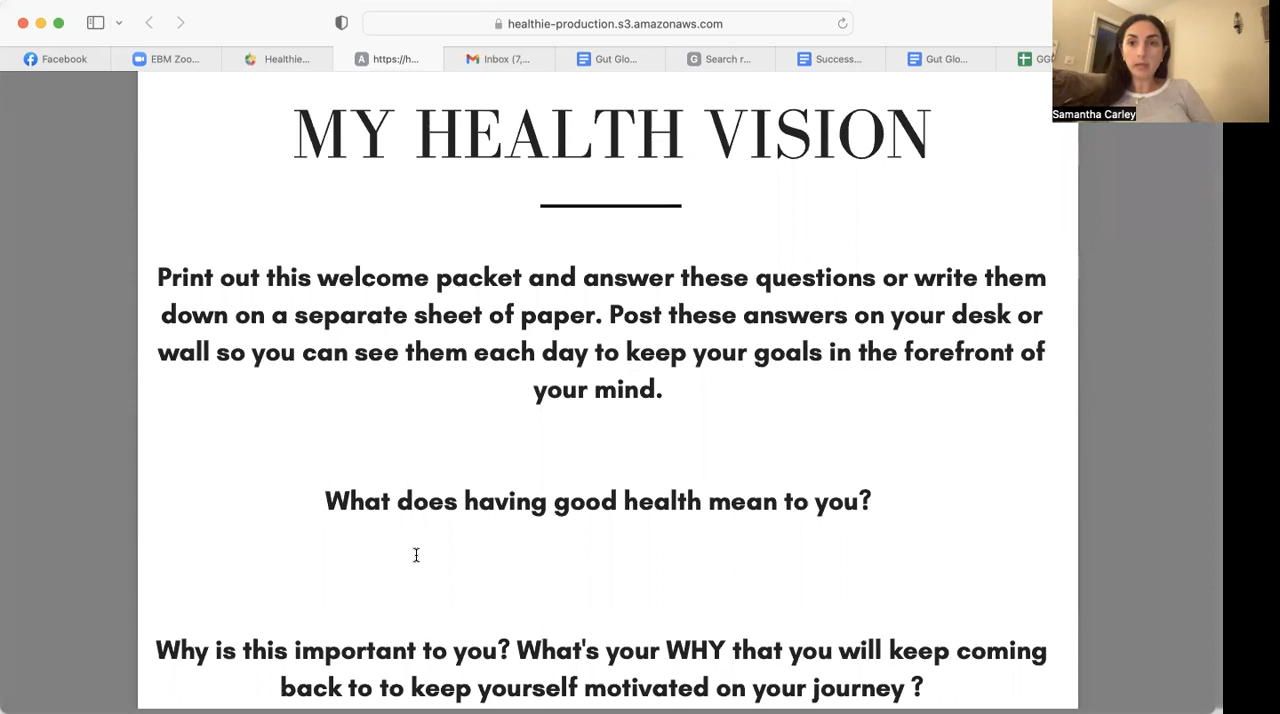 healthie-production.s3.amazonaws.com
Facebook
EBM Zoo...
Healthie...
https://h...
Inbox (7,...
Gut Glo...
Search r...
Success...
Gut Glo...
GGI
Samantha Carley
MY HEALTH VISION
Print out this welcome packet and answer these questions or write them
down on a separate sheet of paper. Post these answers on your desk or
wall so you can see them each day to keep your goals in the forefront of
your mind.
What does having good health mean to you?
Why is this important to you? What's your WHY that you will keep coming
back to to keep yourself motivated on your journey ?